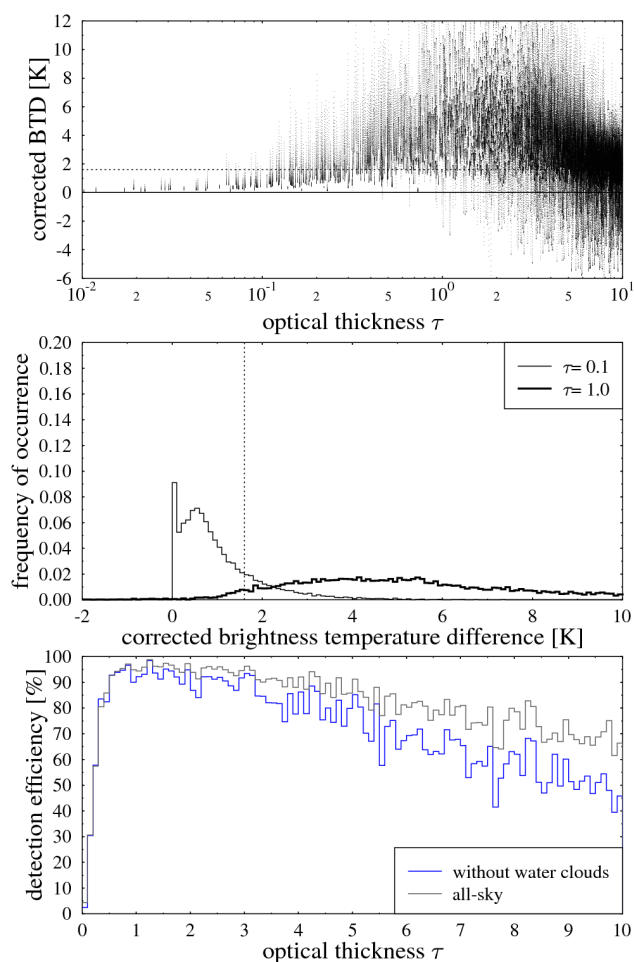 12
10
8
6
4
2
0
-2
-4
-6
corrected BTD [K]
10-2 2 5 10-1 2 5 100 2 5 101
optical thickness τ
0.20
0.18
0.16
0.14
0.12
0.10
0.08
0.06
0.04
0.02
0.00
frequency of occurrence
τ= 0.1
τ= 1.0
-2 0 2 4 6 8 10
corrected brightness temperature difference [K]
100
90
80
70
60
50
40
30
20
10
0
detection efficiency [%]
without water clouds
all-sky
0 1 2 3 4 5 6 7 8 9 10
optical thickness τ